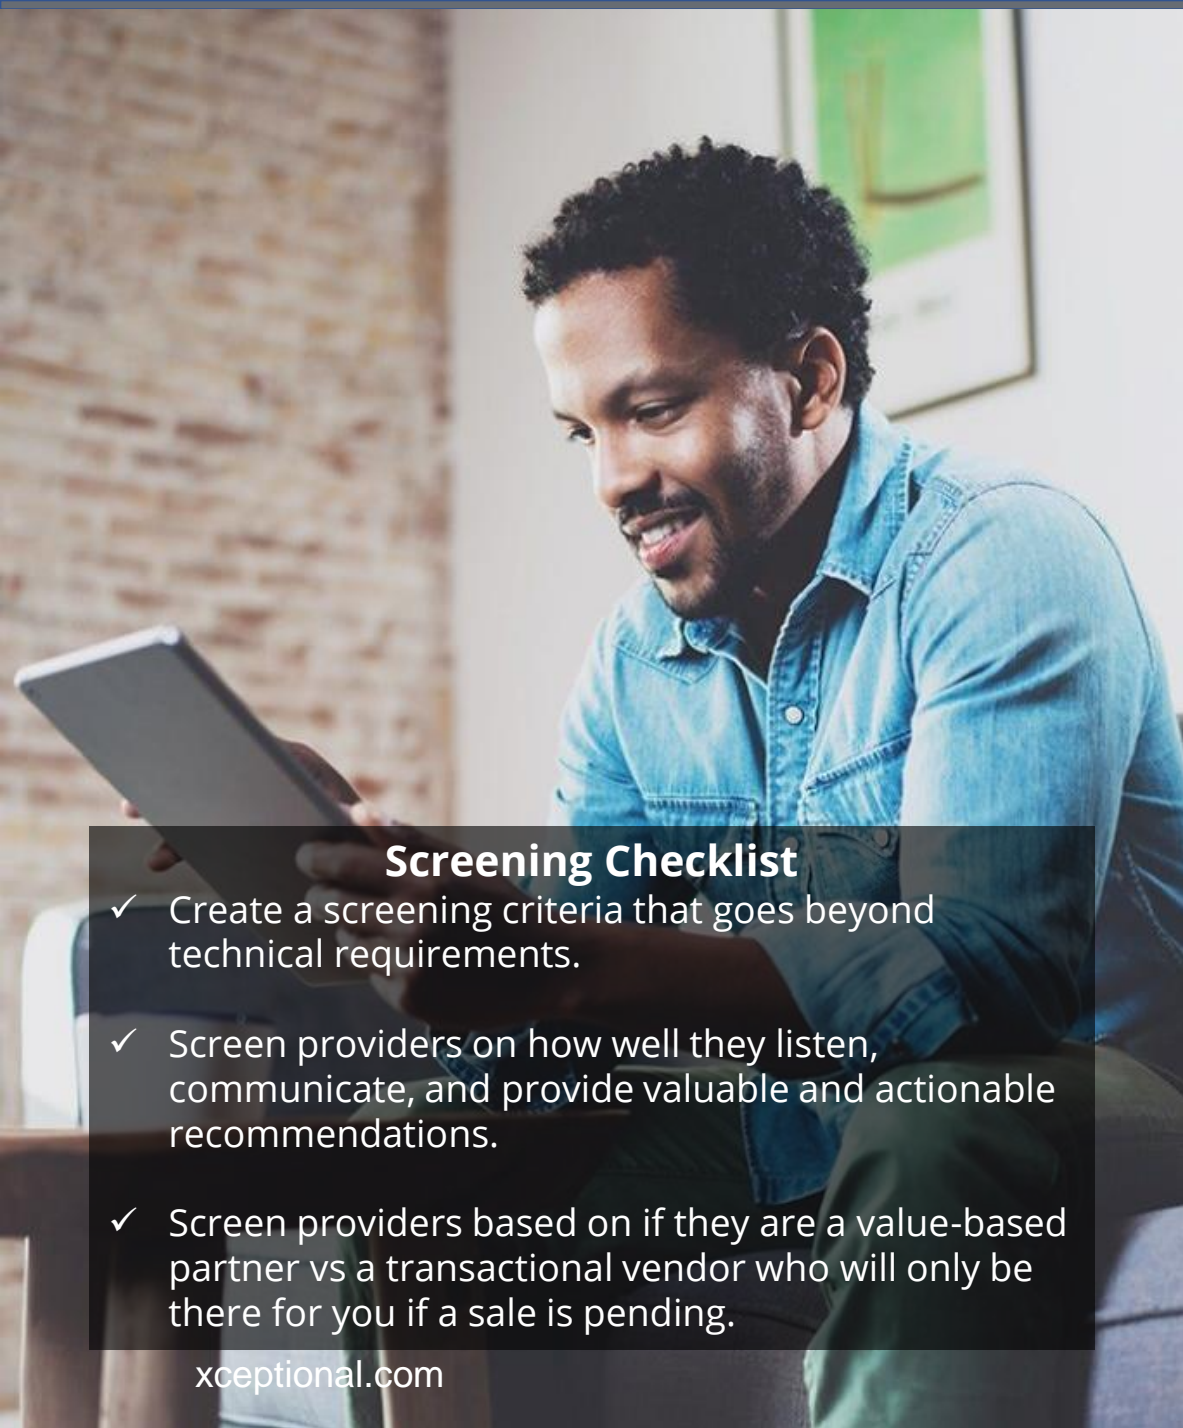 Screening Checklist
✓ Create a screening criteria that goes beyond
technical requirements.
✓ Screen providers on how well they listen,
communicate, and provide valuable and actionable
recommendations.
✓ Screen providers based on if they are a value-based
partner vs a transactional vendor who will only be
there for you if a sale is pending.
xceptional.com